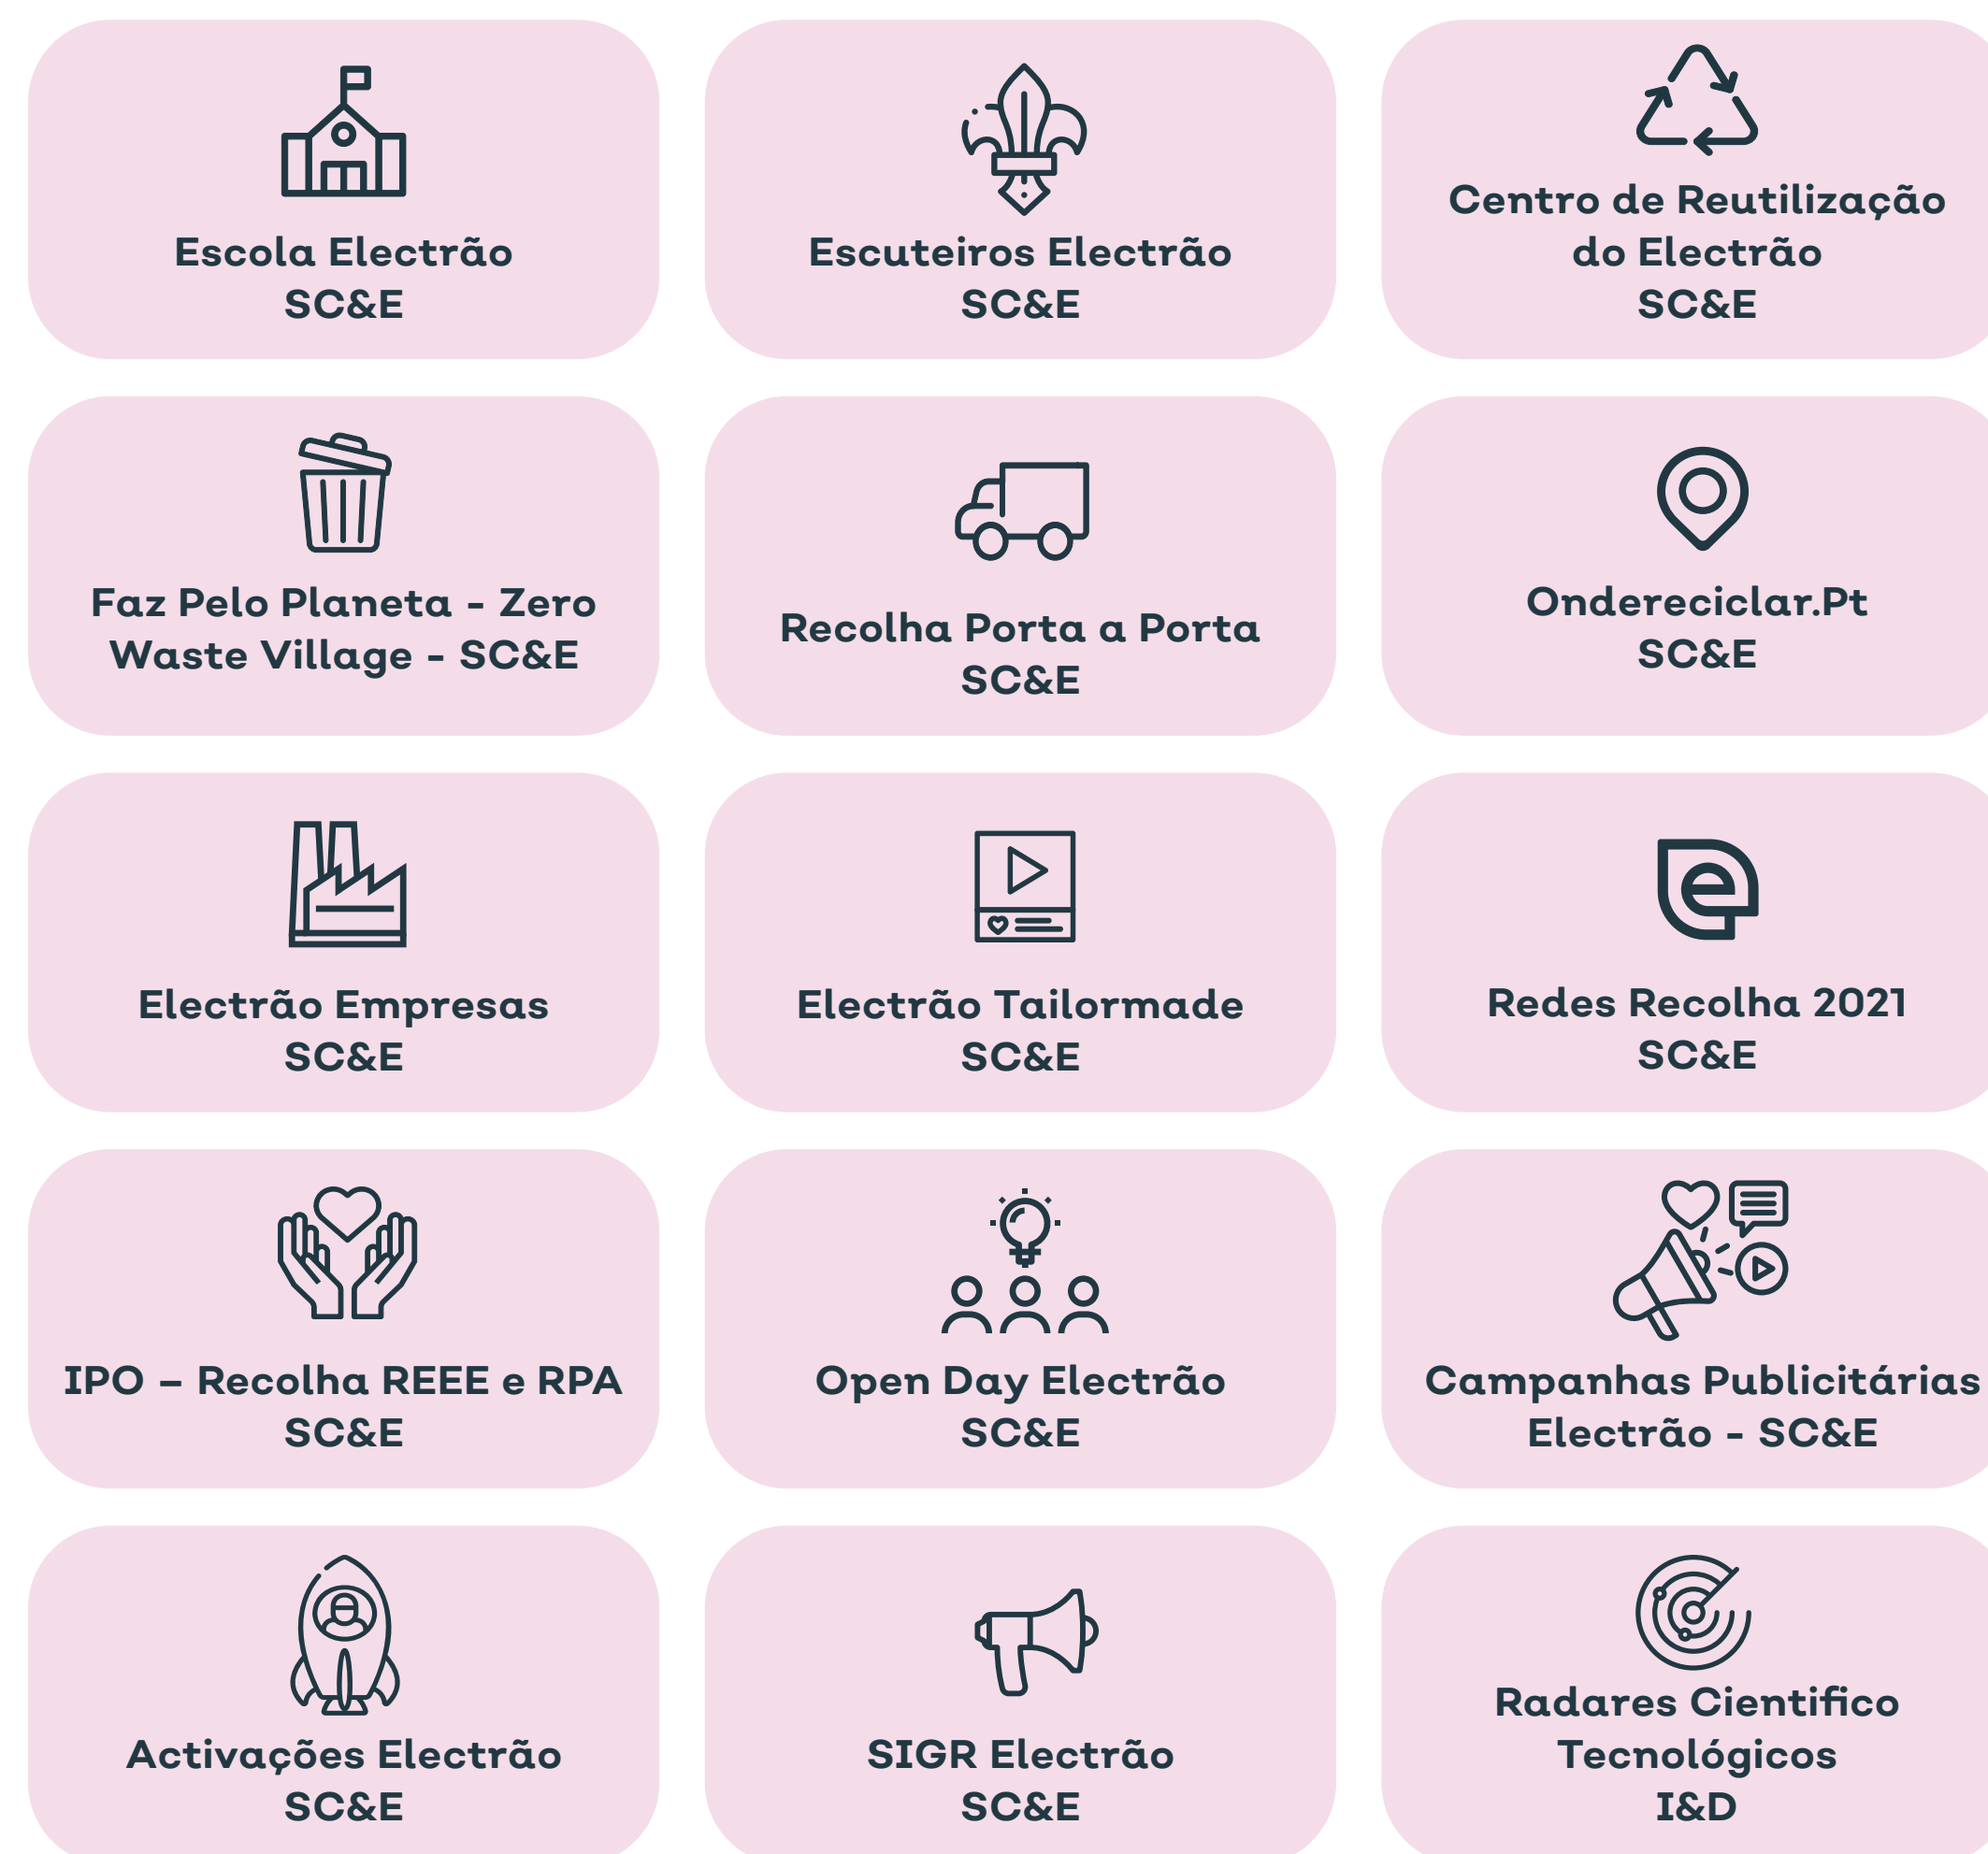 Escola Electrão
SC&E
Escuteiros Electrão
SC&E
Centro de Reutilização
do Electrão
SC&E
Faz Pelo Planeta - Zero
Waste Village - SC&E
Recolha Porta a Porta
SC&E
Ondereciclar.Pt
SC&E
Electrão Empresas
SC&E
Electrão Tailormade
SC&E
Redes Recolha 2021
SC&E
IPO – Recolha REEE e RPA
SC&E
Open Day Electrão
SC&E
Campanhas Publicitárias
Electrão - SC&E
Activações Electrão
SC&E
SIGR Electrão
SC&E
Radares Cientifico
Tecnológicos
I&D